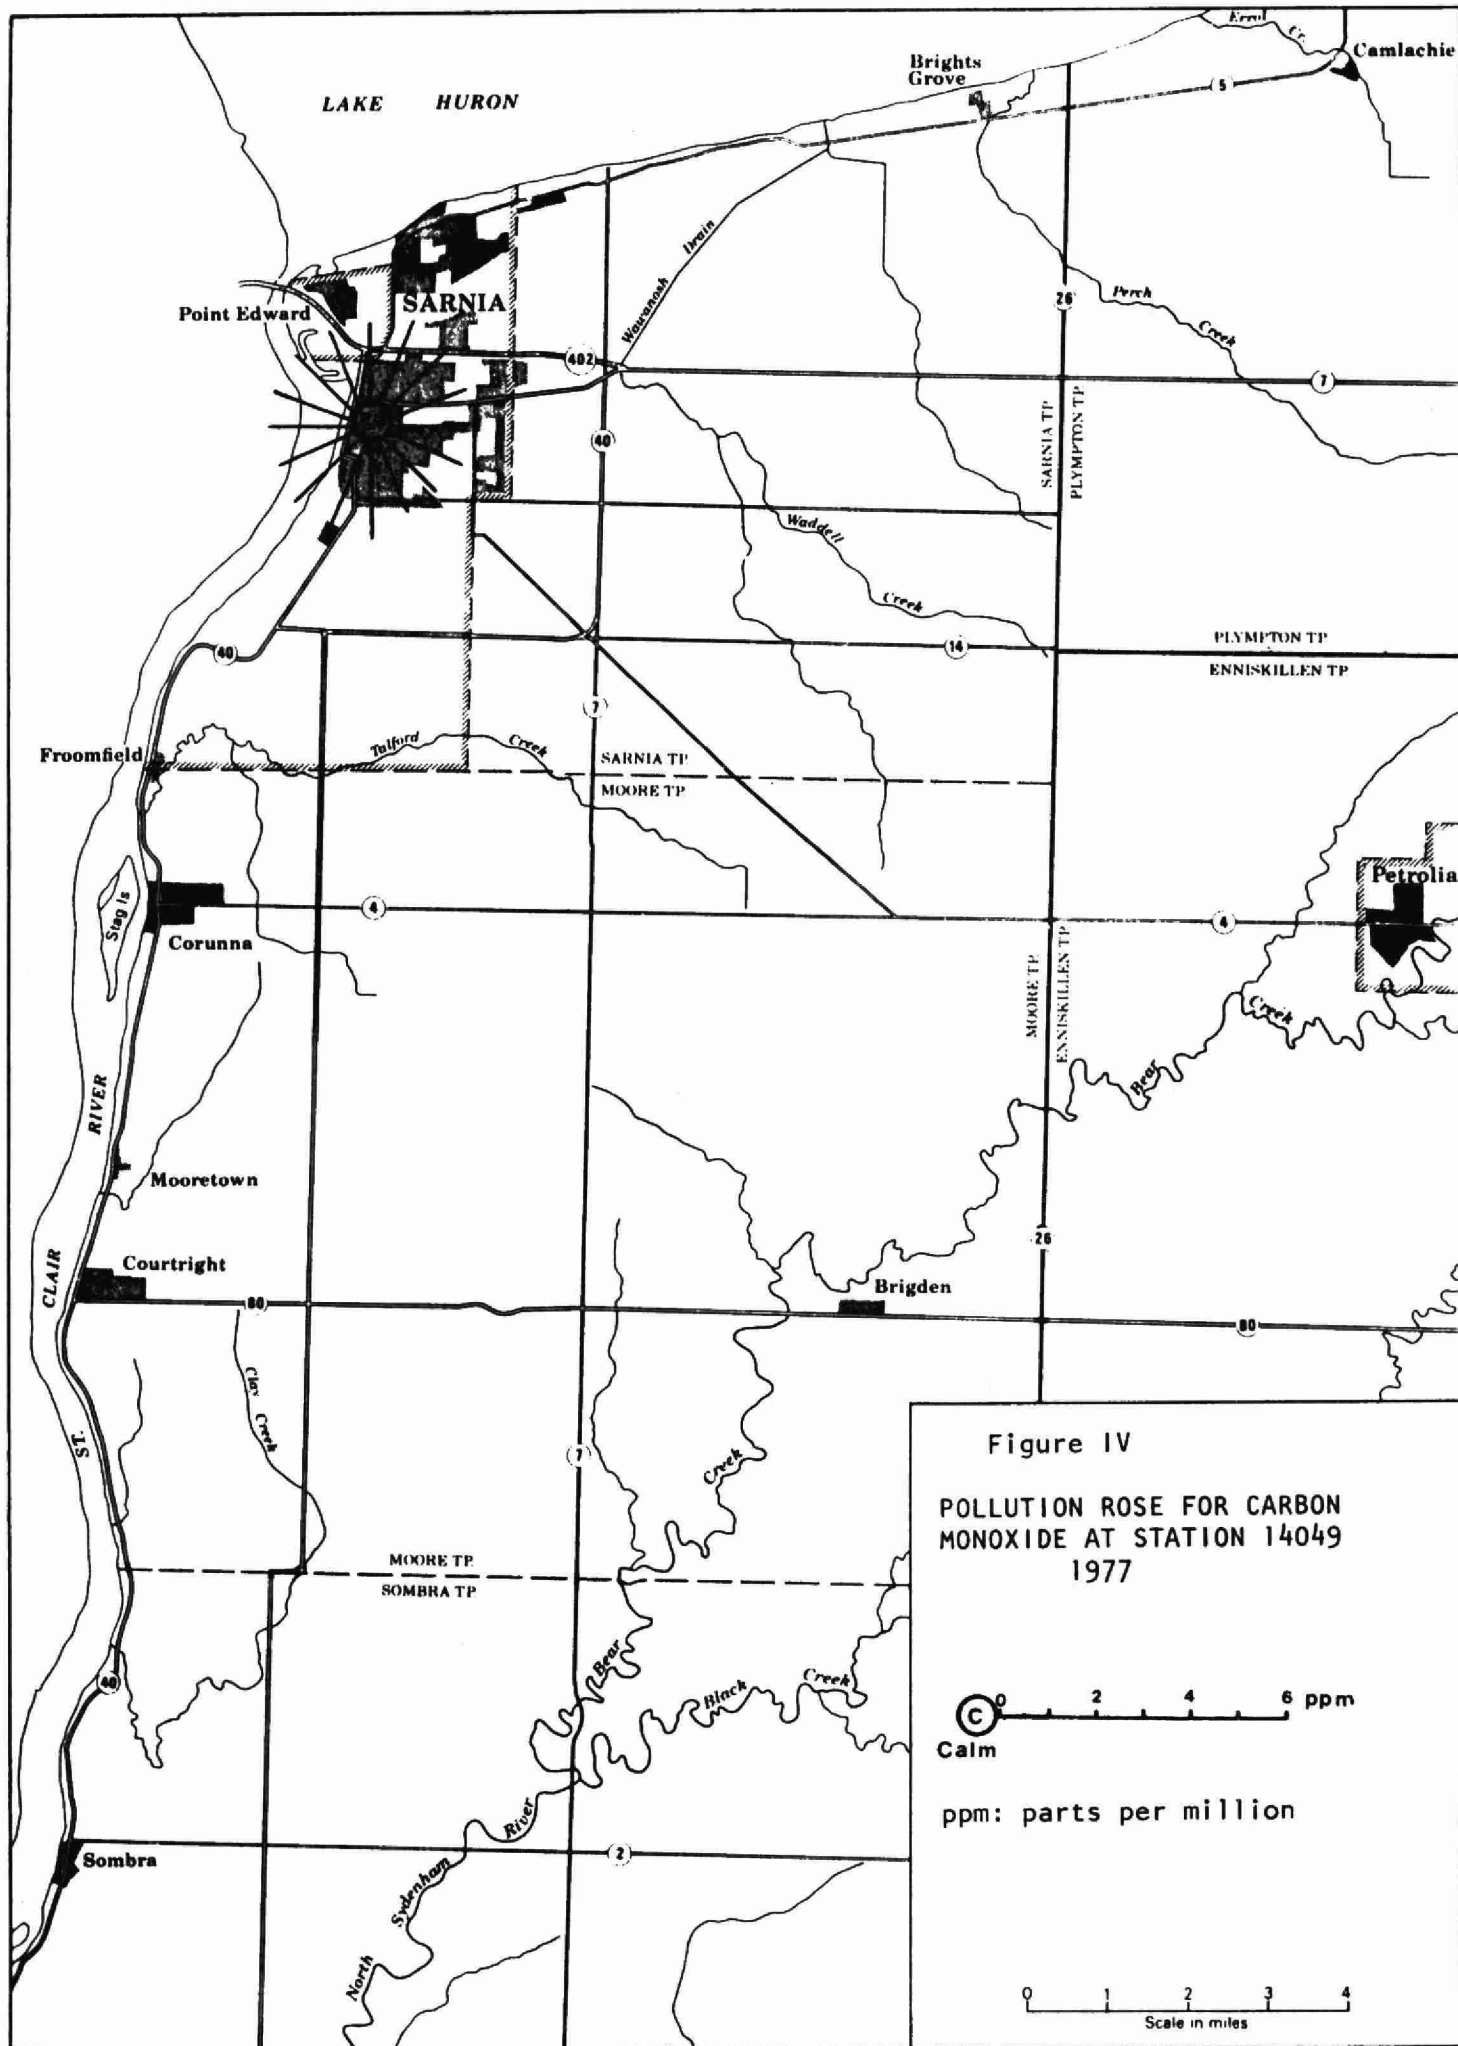 Errol
Cr.
Camlachie
Brights
Grove
5
LAKE HURON
Wawanosh Drain
Point Edward
SARNIA
26
Perch
Creek
402
7
40
SARNIA TP.
PLYMPTON TP.
Waddell
Creek
40
14
PLYMPTON TP.
ENNISKILLEN TP.
7
Froomfield
Talford
Creek
SARNIA TP.
MOORE TP.
Petrolia
Stag Is
4
4
Corunna
MOORE TP.
ENNISKILLEN TP.
Creek
Bear
ST. CLAIR RIVER
Mooretown
26
Courtright
Brigden
80
80
Clay
Creek
7
Creek
Figure IV
POLLUTION ROSE FOR CARBON
MONOXIDE AT STATION 14049
1977
MOORE TP.
SOMBRA TP.
Bear
Black
Creek
40
0 2 4 6 ppm
C
Calm
ppm: parts per million
Sombra
2
North Sydenham River
0 1 2 3 4
Scale in miles